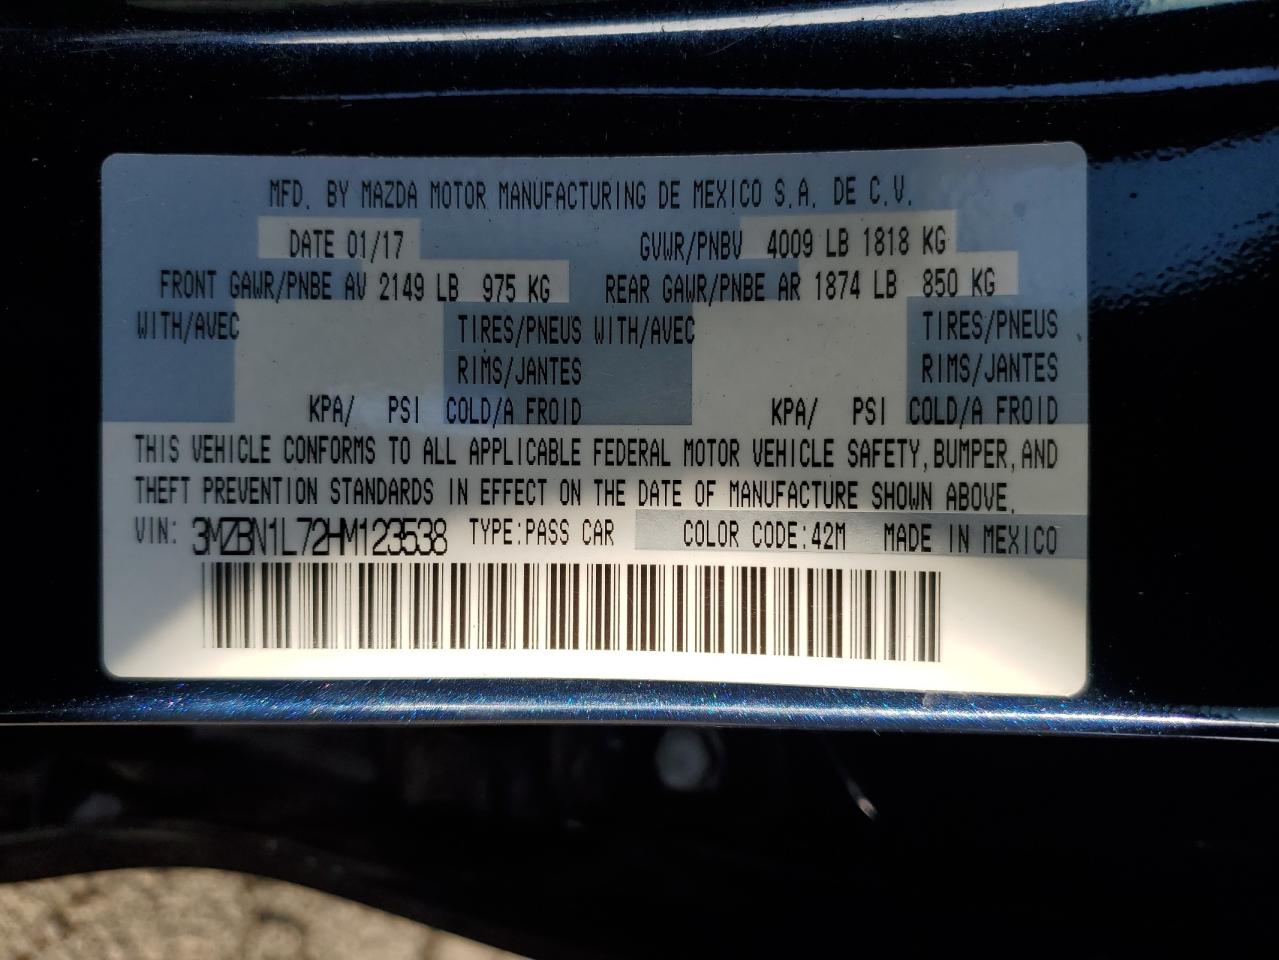 MFD. BY MAZDA MOTOR MANUFACTURING DE MEXICO S.A. DE C.V.
DATE 01/17 GVWR/PNBV 4009 LB 1818 KG
FRONT GAWR/PNBE AV 2149 LB 975 KG REAR GAWR/PNBE AR 1874 LB 850 KG
WITH/AVEC TIRES/PNEUS WITH/AVEC TIRES/PNEUS
RIMS/JANTES RIMS/JANTES
KPA/ PSI COLD/A FROID KPA/ PSI COLD/A FROID
THIS VEHICLE CONFORMS TO ALL APPLICABLE FEDERAL MOTOR VEHICLE SAFETY, BUMPER, AND
THEFT PREVENTION STANDARDS IN EFFECT ON THE DATE OF MANUFACTURE SHOWN ABOVE.
VIN: 3MZBN1L72HM123538 TYPE:PASS CAR COLOR CODE:42M MADE IN MEXICO